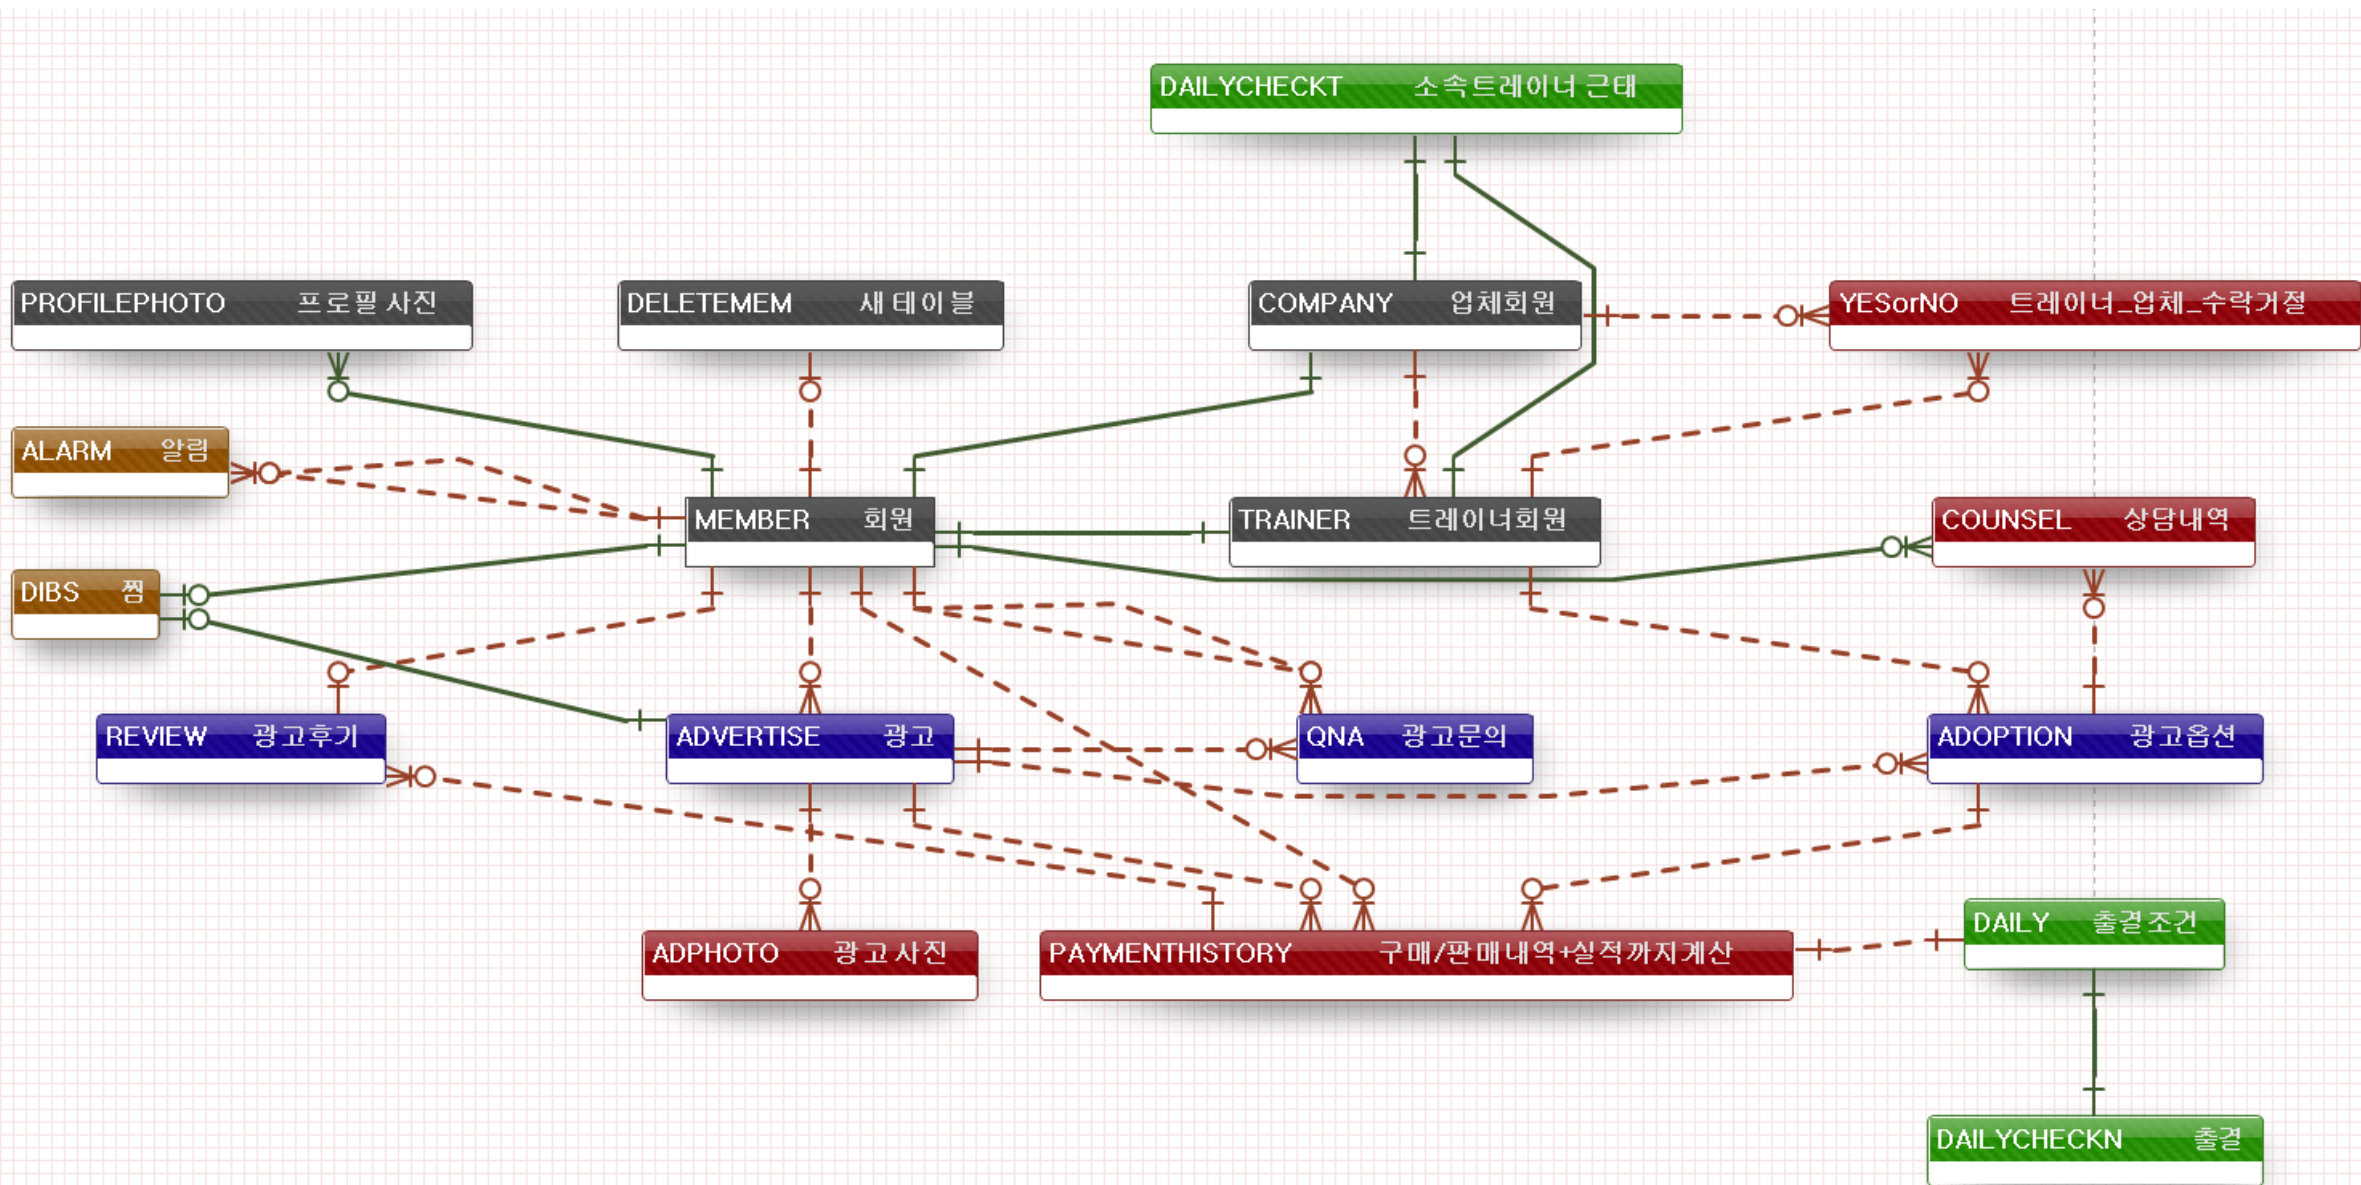 DAILYCHECKT 소속트레이너 근태
PROFILEPHOTO 프로필 사진
DELETEMEM 새 테이블
COMPANY 업체회원
YESorNO 트레이너_업체_수락거절
ALARM 알림
MEMBER 회원
TRAINER 트레이너회원
COUNSEL 상담내역
DIBS 찜
REVIEW 광고후기
ADVERTISE 광고
QNA 광고문의
ADOPTION 광고옵션
ADPHOTO 광고 사진
PAYMENTHISTORY 구매/판매내역+실적까지계산
DAILY 출결조건
DAILYCHECKN 출결